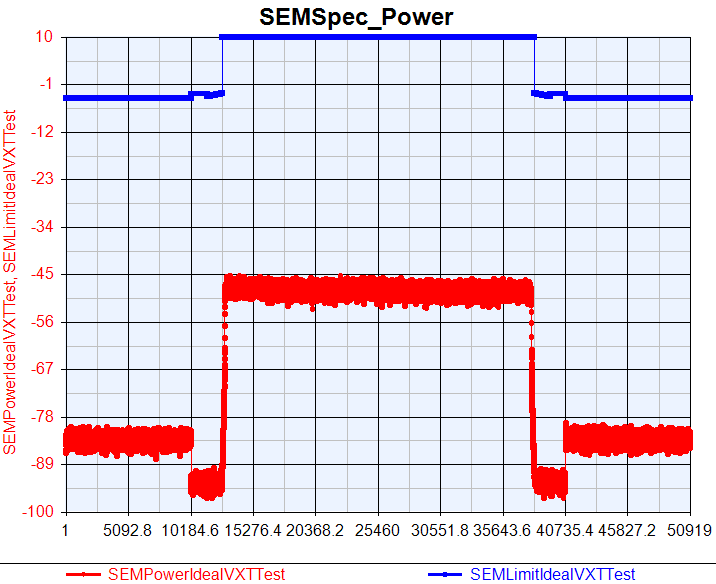 SEMSpec_Power
SEMPowerIdealVXTTest, SEMLimitIdealVXTTest
10
-1
-12
-23
-34
-45
-56
-67
-78
-89
-100
1 5092.8 10184.6 15276.4 20368.2 25460 30551.8 35643.6 40735.4 45827.2 50919
SEMPowerIdealVXTTest SEMLimitIdealVXTTest